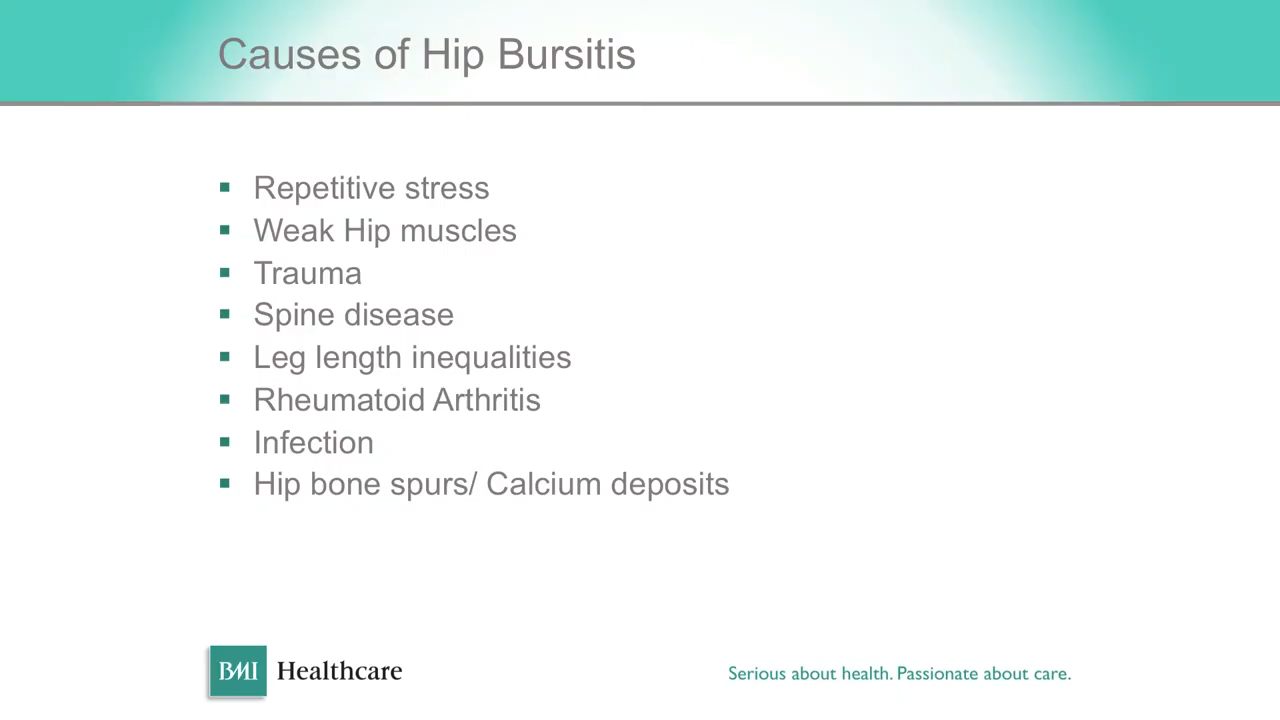 Causes of Hip Bursitis
▪ Repetitive stress
▪ Weak Hip muscles
▪ Trauma
▪ Spine disease
▪ Leg length inequalities
▪ Rheumatoid Arthritis
▪ Infection
▪ Hip bone spurs/ Calcium deposits
BMI Healthcare
Serious about health. Passionate about care.